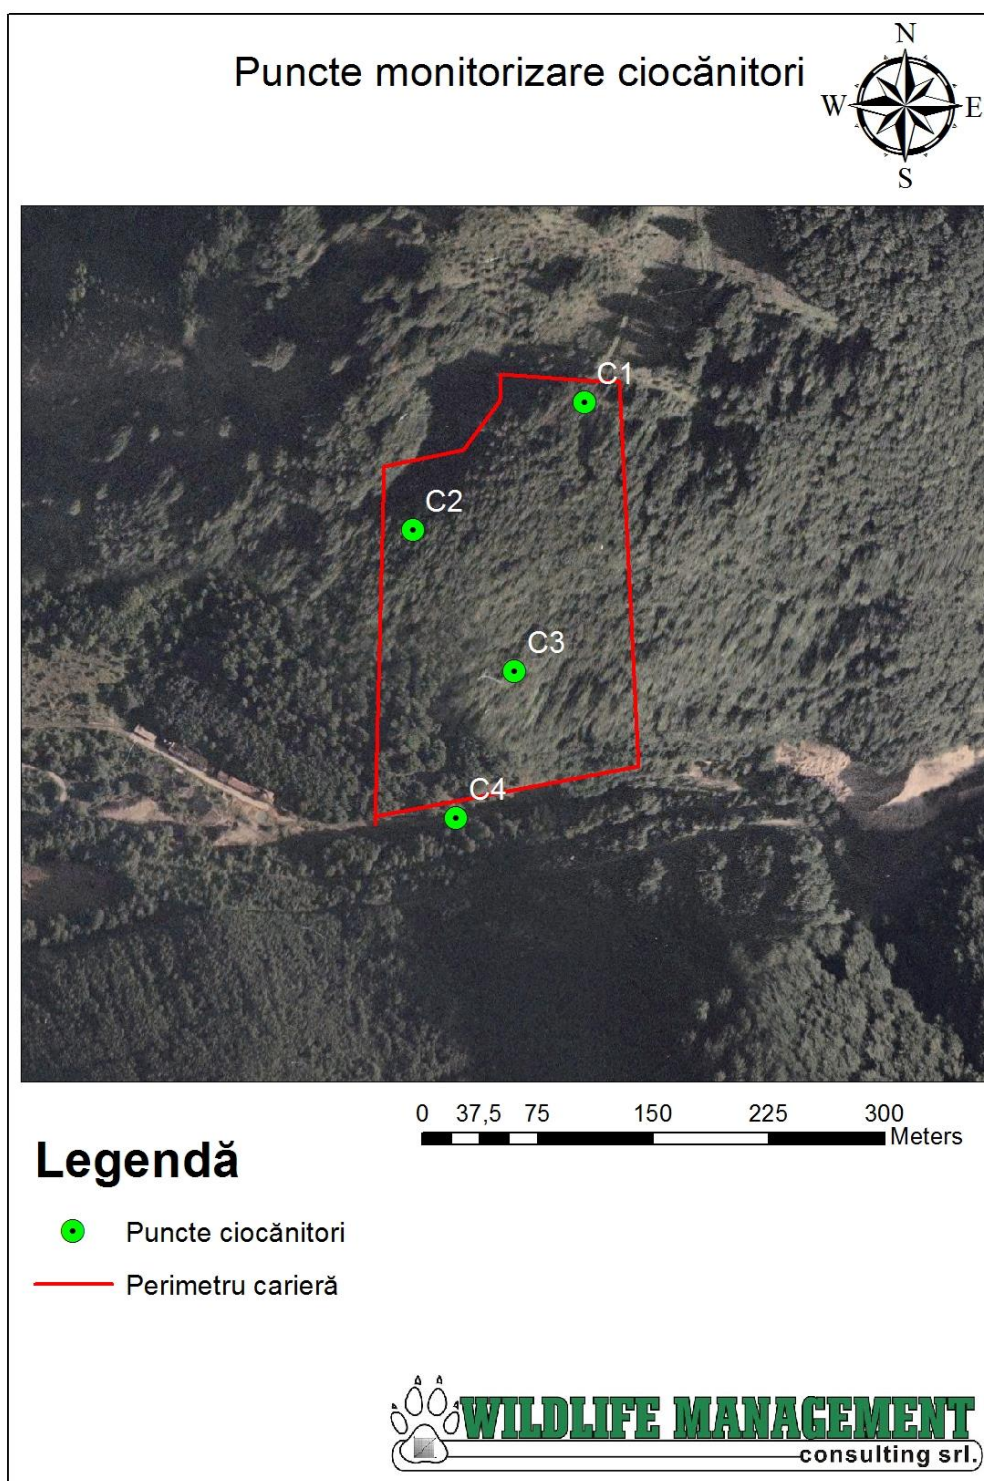 Puncte monitorizare ciocănitori
N
W E
S
C1
C2
C3
C4
0 37,5 75 150 225 300
Meters
Legendă
Puncte ciocănitori
Perimetru carieră
WILDLIFE MANAGEMENT
consulting srl.